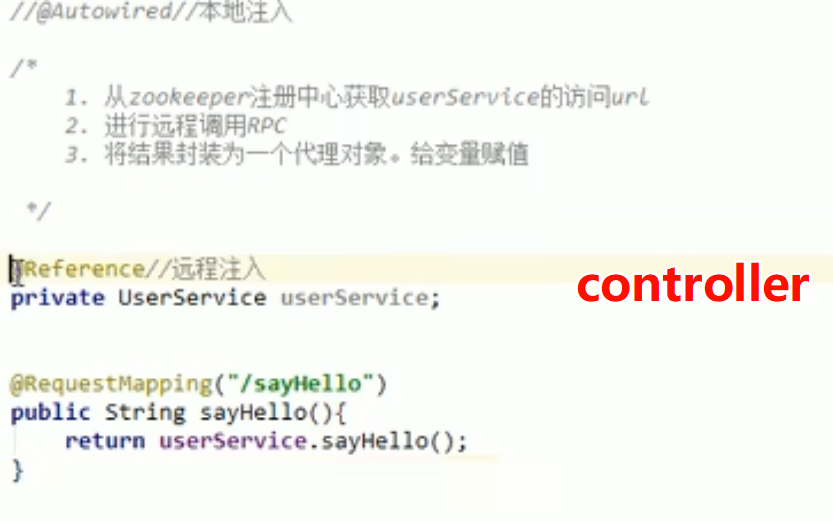 //@Autowired//本地注入
/*
1. 从zookeeper注册中心获取userService的访问url
2. 进行远程调用RPC
3. 将结果封装为一个代理对象。给变量赋值
*/
@Reference//远程注入
private UserService userService;
controller
@RequestMapping("/sayHello")
public String sayHello(){
return userService.sayHello();
}